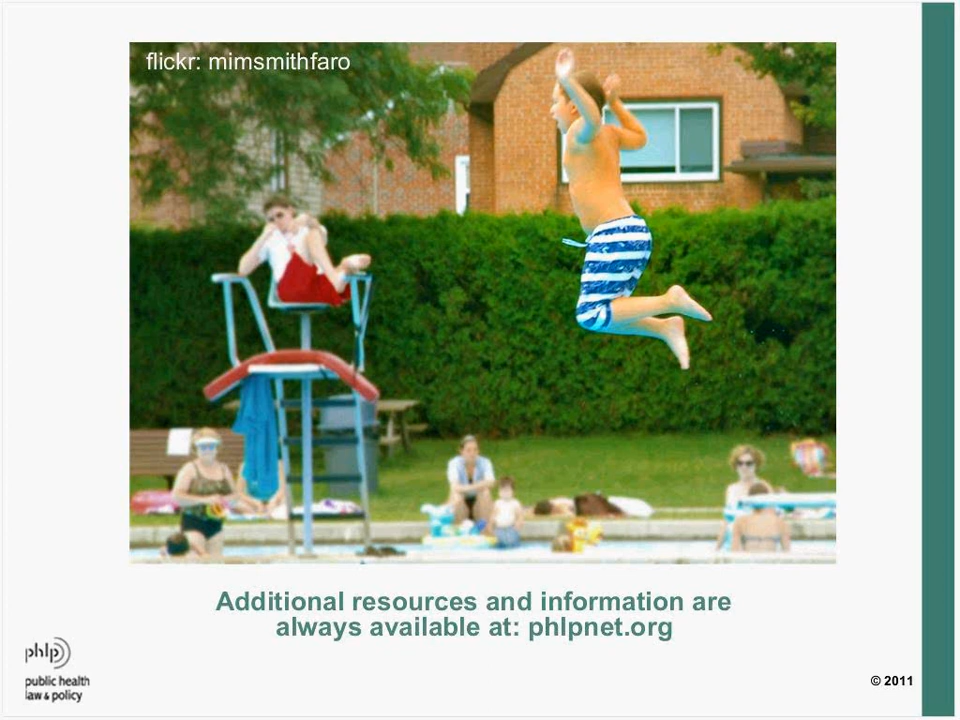 flickr: mimsmithfaro
Additional resources and information are
always available at: phlpnet.org
phlp
public health
law & policy
© 2011